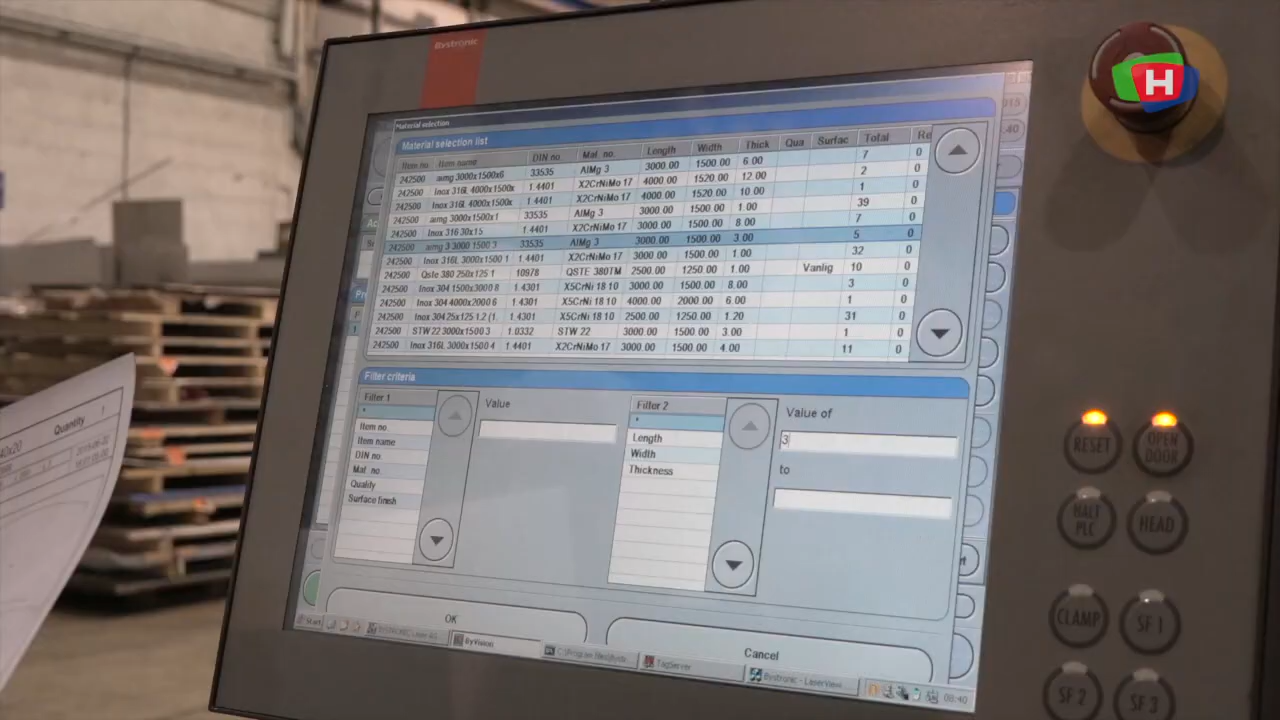 Bystronic
H
Material selection
Material selection list
Item no Item name DIN no Mat. no. Length Width Thick Qua Surfac Total Re
242500 almg 3000x1500x6 33535 AlMg 3 3000.00 1500.00 6.00 7 0
242500 Inox 316L 4000x1500x 1.4401 X2CrNiMo 17 4000.00 1520.00 12.00 2 0
242500 Inox 316L 4000x1500x 1.4401 X2CrNiMo 17 4000.00 1520.00 10.00 1 0
242500 almg 3000x1500x1 33535 AlMg 3 3000.00 1500.00 1.00 39 0
242500 Inox 316 30x15 1.4401 X2CrNiMo 17 3000.00 1500.00 8.00 7 0
242500 almg 3 3000 1500 3 33535 AlMg 3 3000.00 1500.00 3.00 5 0
242500 Inox 316L 3000x1500 1 1.4401 X2CrNiMo 17 3000.00 1500.00 1.00 32 0
242500 Qste 380 250x125 1 10978 QSTE 380TM 2500.00 1250.00 1.00 Vanlig 10 0
242500 Inox 304 1500x3000 8 1.4301 X5CrNi 18 10 3000.00 1500.00 8.00 3 0
242500 Inox 304 4000x2000 6 1.4301 X5CrNi 18 10 4000.00 2000.00 6.00 1 0
242500 Inox 304 25x125 1.2 (1. 1.4301 X5CrNi 18 10 2500.00 1250.00 1.20 31 0
242500 STW 22 3000x1500 3 1.0332 STW 22 3000.00 1500.00 3.00 1 0
242500 Inox 316L 3000x1500 4 1.4401 X2CrNiMo 17 3000.00 1500.00 4.00 11 0
Filter criteria
Filter 1
*
Item no
Item name
DIN no
Mat. no.
Quality
Surface finish
Value
Filter 2
*
Length
Width
Thickness
Value of
3
to
OK
Cancel
Start
ByVision
TagServer
Bystronic - LaserView
08:40
Quantity 1
40x20
RESET
OPEN DOOR
HALT PLC
HEAD
CLAMP
SF 1
SF 2
SF 3